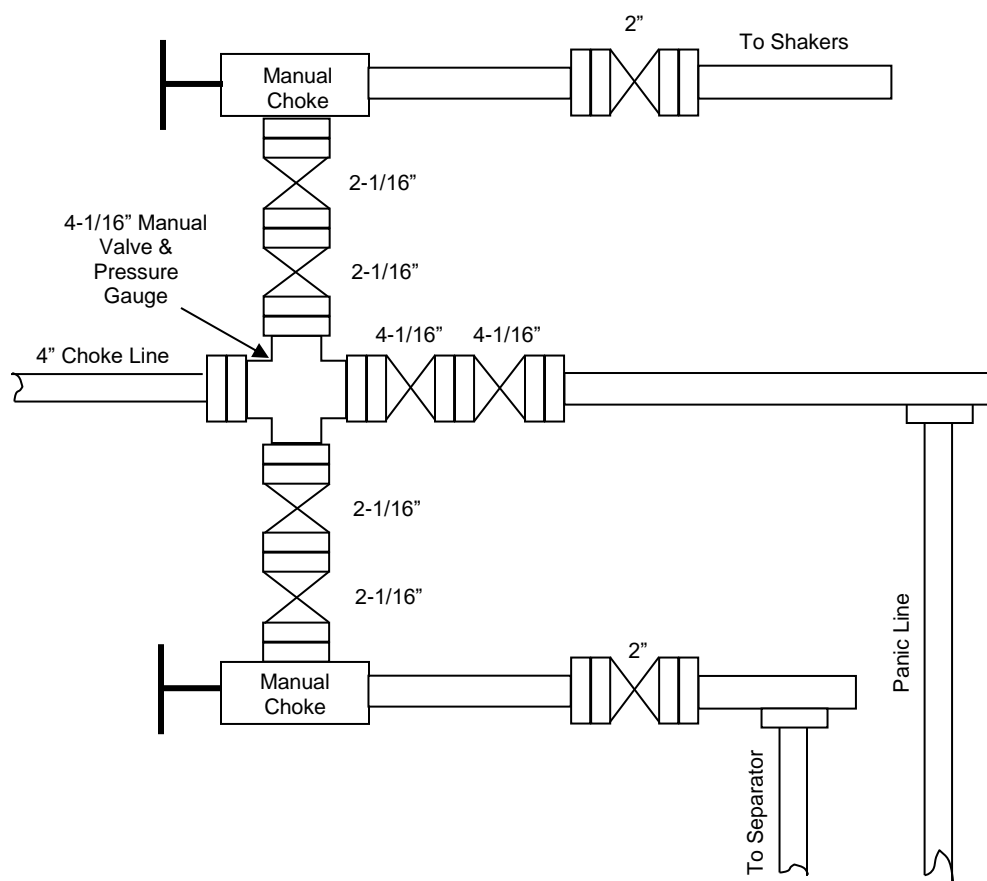 2”
To Shakers
Manual
Choke
2-1/16”
4-1/16” Manual
Valve &
Pressure
Gauge
2-1/16”
4” Choke Line
4-1/16”
4-1/16”
2-1/16”
2-1/16”
Manual
Choke
2”
To Separator
Panic Line